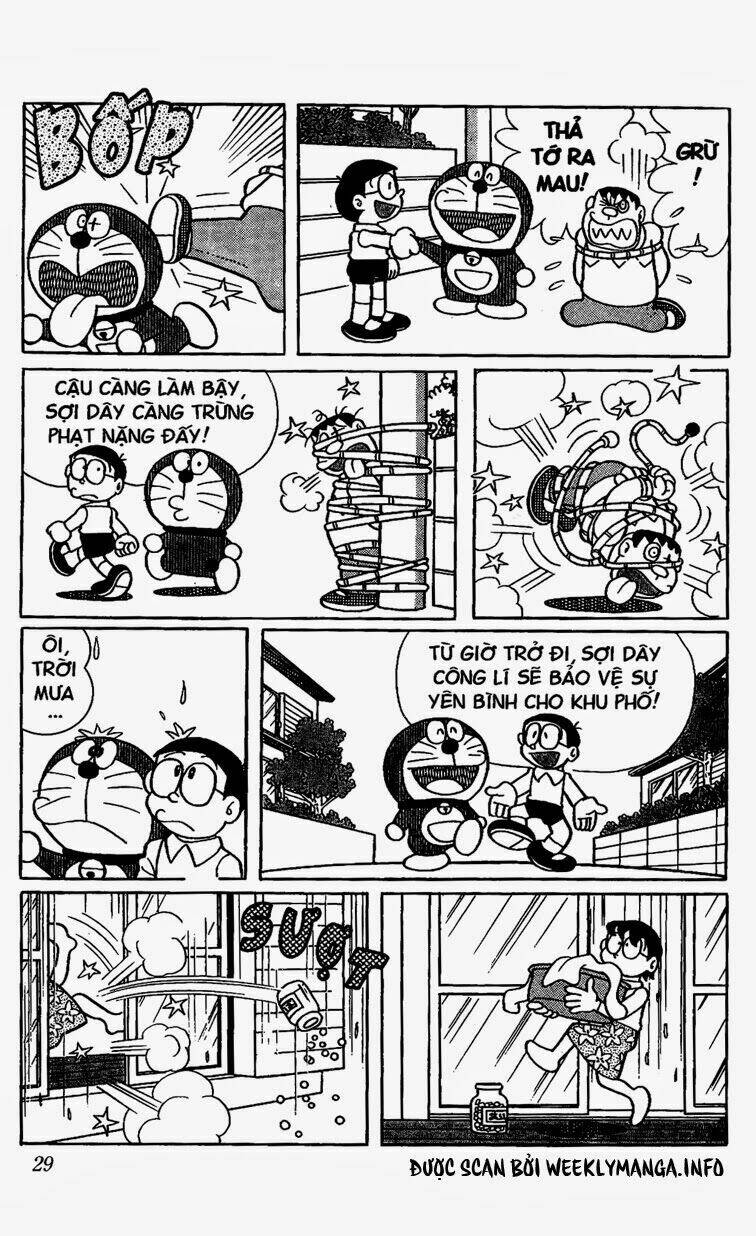 GRỪ
!
THẢ
TỚ RA
MAU!
BỐP
CẬU CÀNG LÀM BẬY,
SỢI DÂY CÀNG TRỪNG
PHẠT NẶNG ĐẤY!
TỪ GIỜ TRỞ ĐI, SỢI DÂY
CÔNG LÍ SẼ BẢO VỆ SỰ
YÊN BÌNH CHO KHU PHỐ!
ÔI,
TRỜI
MƯA
...
SƯỢT
29
ĐƯỢC SCAN BỞI WEEKLYMANGA.INFO